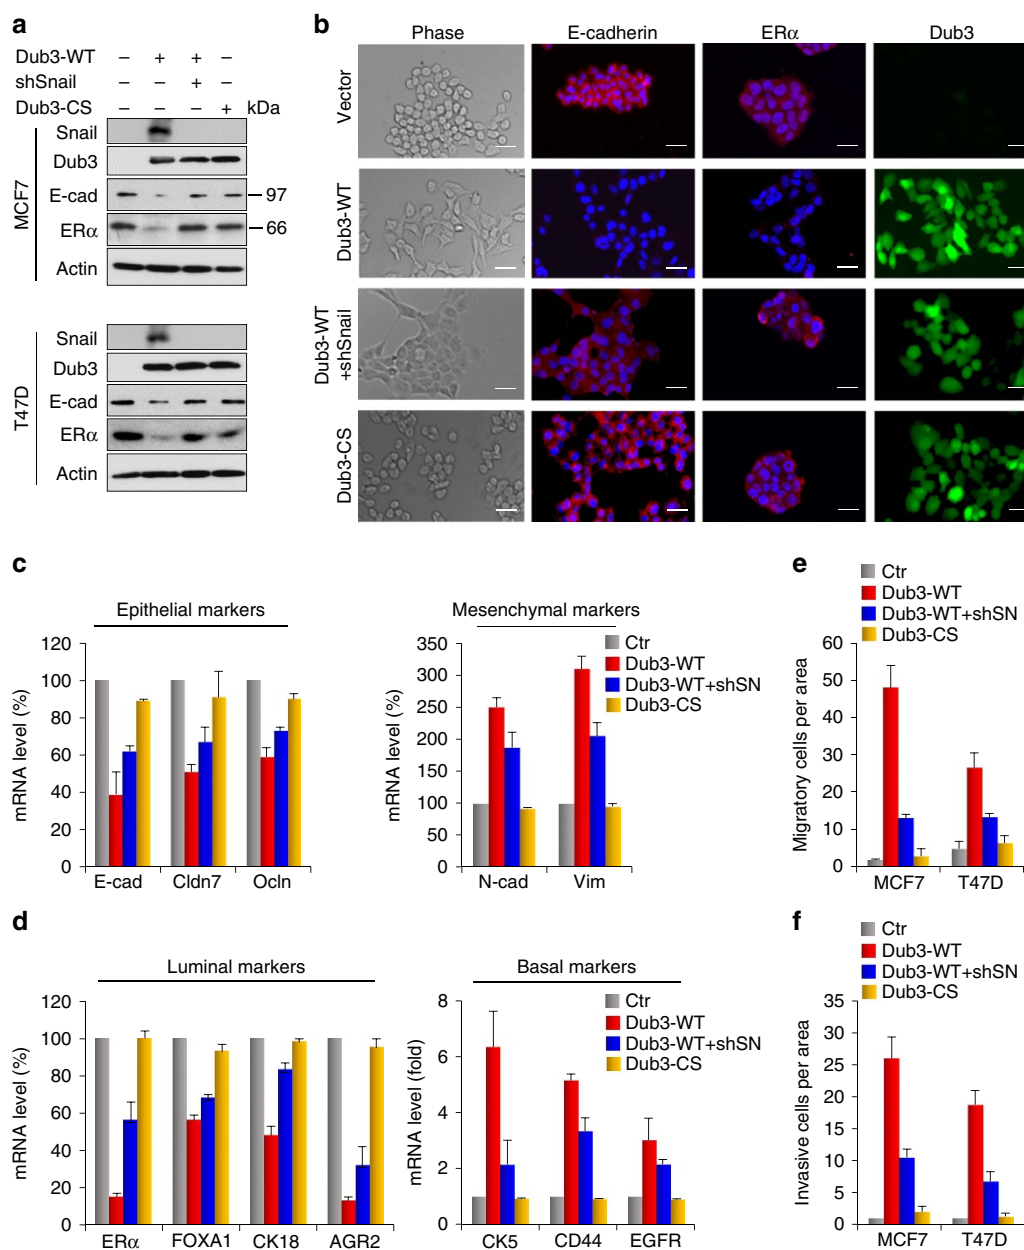 a
Dub3-WT – + + –
shSnail – – + –
Dub3-CS – – – + kDa
MCF7
Snail
Dub3
E-cad 97
ERα 66
Actin
T47D
Snail
Dub3
E-cad
ERα
Actin
b
Phase E-cadherin ERα Dub3
Vector
Dub3-WT
Dub3-WT
+shSnail
Dub3-CS
c
Epithelial markers
mRNA level (%)
120
100
80
60
40
20
0
E-cad Cldn7 Ocln
Mesenchymal markers
Ctr
Dub3-WT
Dub3-WT+shSN
Dub3-CS
mRNA level (%)
350
300
250
200
150
100
50
0
N-cad Vim
d
Luminal markers
mRNA level (%)
120
100
80
60
40
20
0
ERα FOXA1 CK18 AGR2
Basal markers
Ctr
Dub3-WT
Dub3-WT+shSN
Dub3-CS
mRNA level (fold)
8
6
4
2
0
CK5 CD44 EGFR
e
Ctr
Dub3-WT
Dub3-WT+shSN
Dub3-CS
Migratory cells per area
60
50
40
30
20
10
0
MCF7 T47D
f
Ctr
Dub3-WT
Dub3-WT+shSN
Dub3-CS
Invasive cells per area
35
30
25
20
15
10
5
0
MCF7 T47D